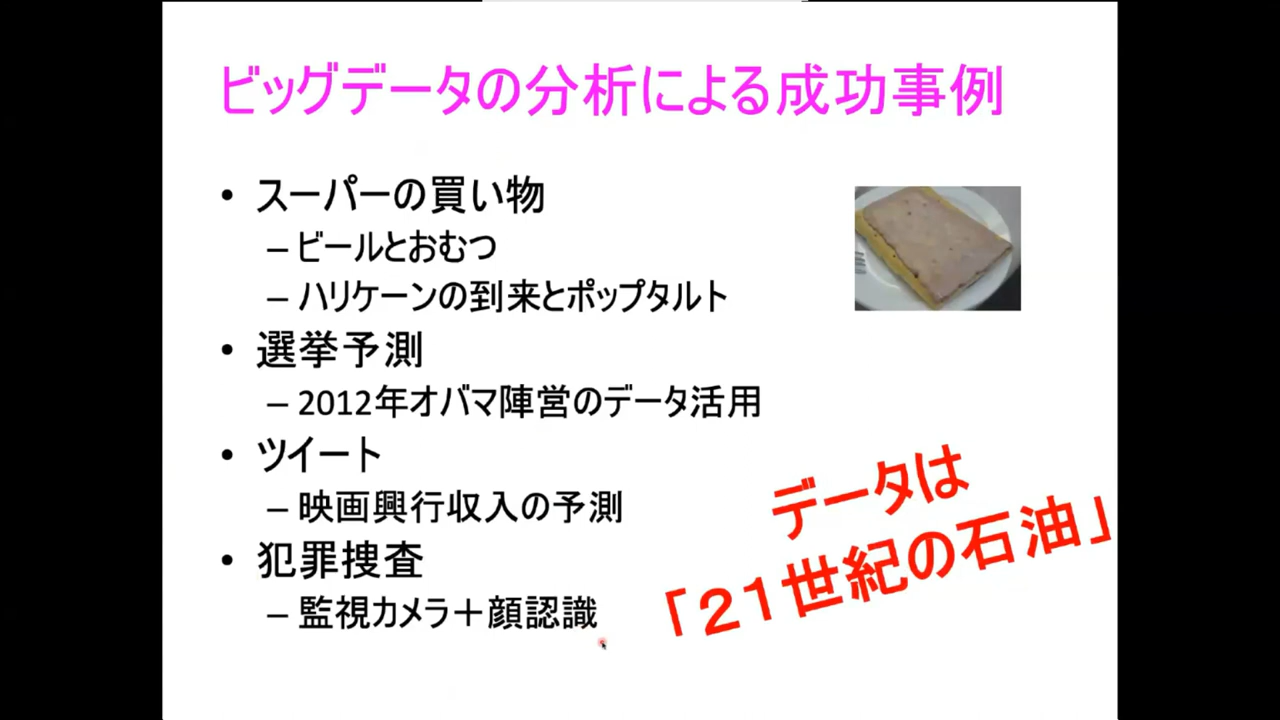 ビッグデータの分析による成功事例
• スーパーの買い物
– ビールとおむつ
– ハリケーンの到来とポップタルト
• 選挙予測
– 2012年オバマ陣営のデータ活用
• ツイート
– 映画興行収入の予測
• 犯罪捜査
– 監視カメラ＋顔認識
データは
「２１世紀の石油」